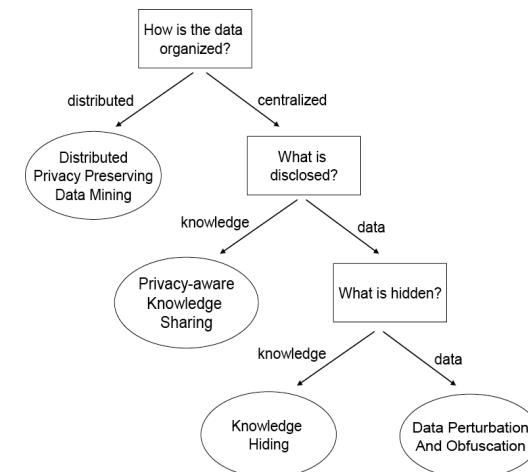 How is the data
organized?
distributed
centralized
Distributed
Privacy Preserving
Data Mining
What is
disclosed?
knowledge
data
Privacy-aware
Knowledge
Sharing
What is hidden?
knowledge
data
Knowledge
Hiding
Data Perturbation
And Obfuscation